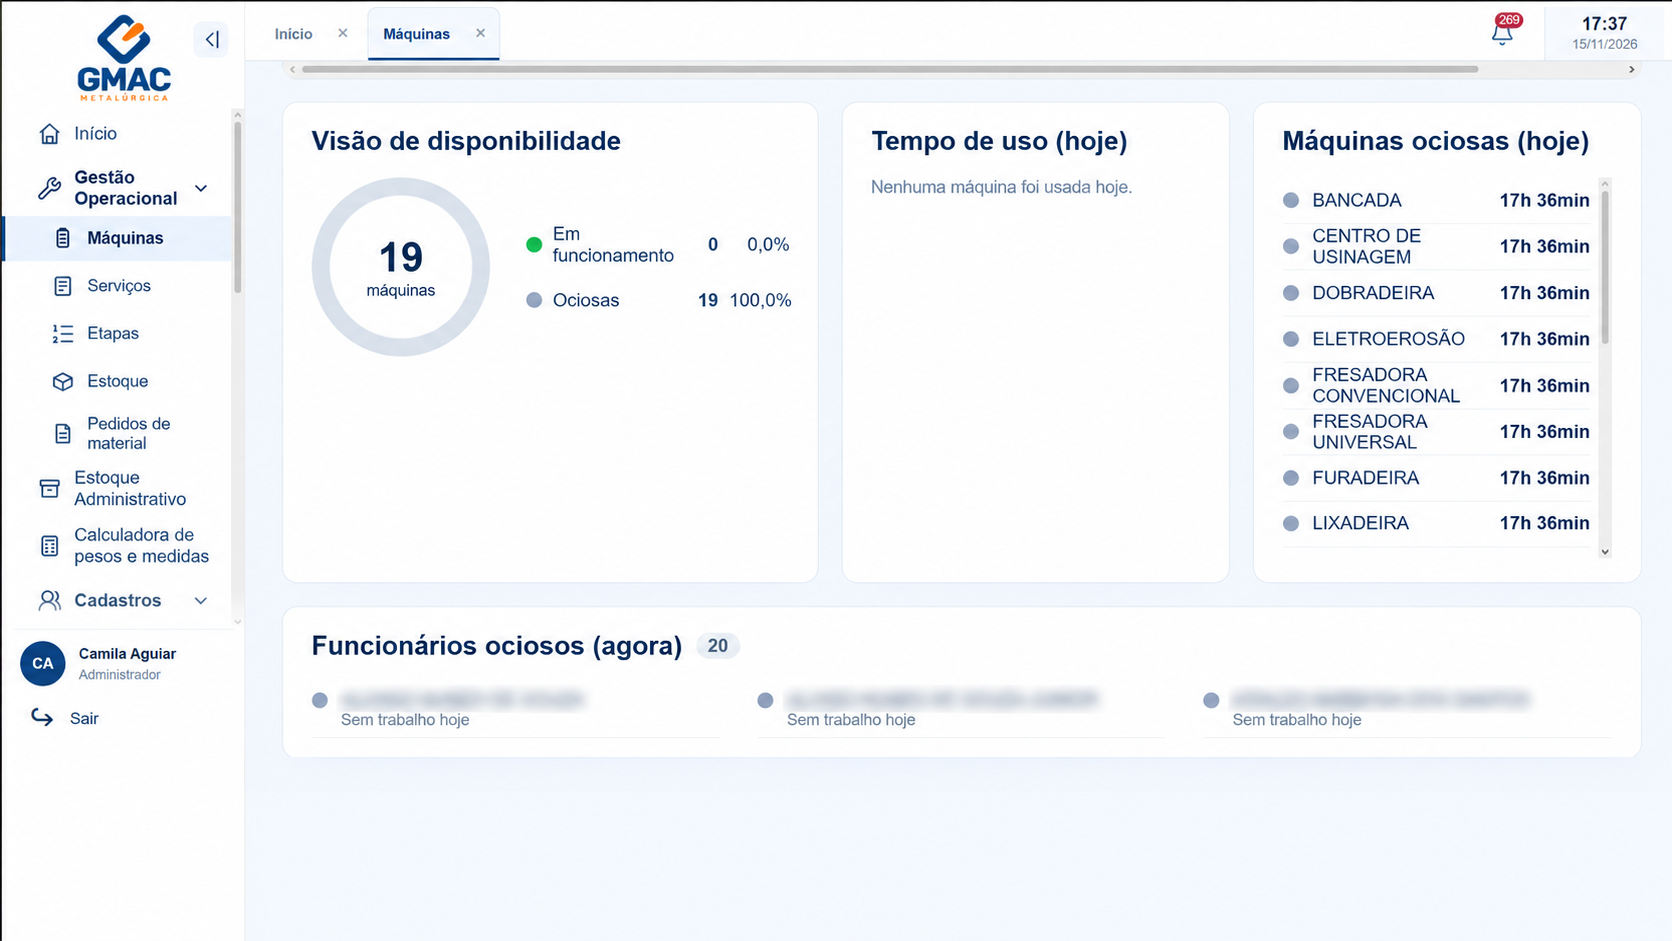 GMAC
METALÚRGICA
Início
Gestão
Operacional
Máquinas
Serviços
Etapas
Estoque
Pedidos de
material
Estoque
Administrativo
Calculadora de
pesos e medidas
Cadastros
CA
Camila Aguiar
Administrador
Sair
Início
Máquinas
269
17:37
15/11/2026
Visão de disponibilidade
19
máquinas
Em
funcionamento 0 0,0%
Ociosas 19 100,0%
Tempo de uso (hoje)
Nenhuma máquina foi usada hoje.
Máquinas ociosas (hoje)
BANCADA 17h 36min
CENTRO DE
USINAGEM 17h 36min
DOBRADEIRA 17h 36min
ELETROEROSÃO 17h 36min
FRESADORA
CONVENCIONAL 17h 36min
FRESADORA
UNIVERSAL 17h 36min
FURADEIRA 17h 36min
LIXADEIRA 17h 36min
Funcionários ociosos (agora) 20
Sem trabalho hoje
Sem trabalho hoje
Sem trabalho hoje